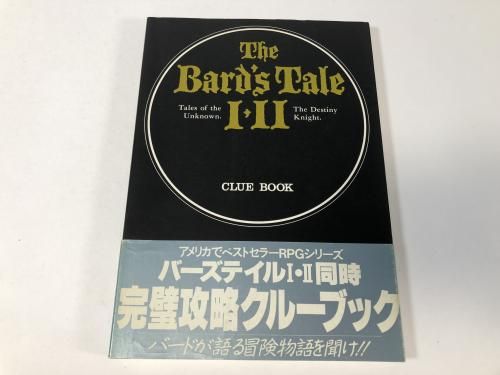 The
Bard's Tale
Tales of the
Unknown.
I·II
The Destiny
Knight.
CLUE BOOK
アメリカでベストセラーRPGシリーズ
バーズテイルI・II同時
完璧攻略クルーブック
バードが語る冒険物語を聞け!!